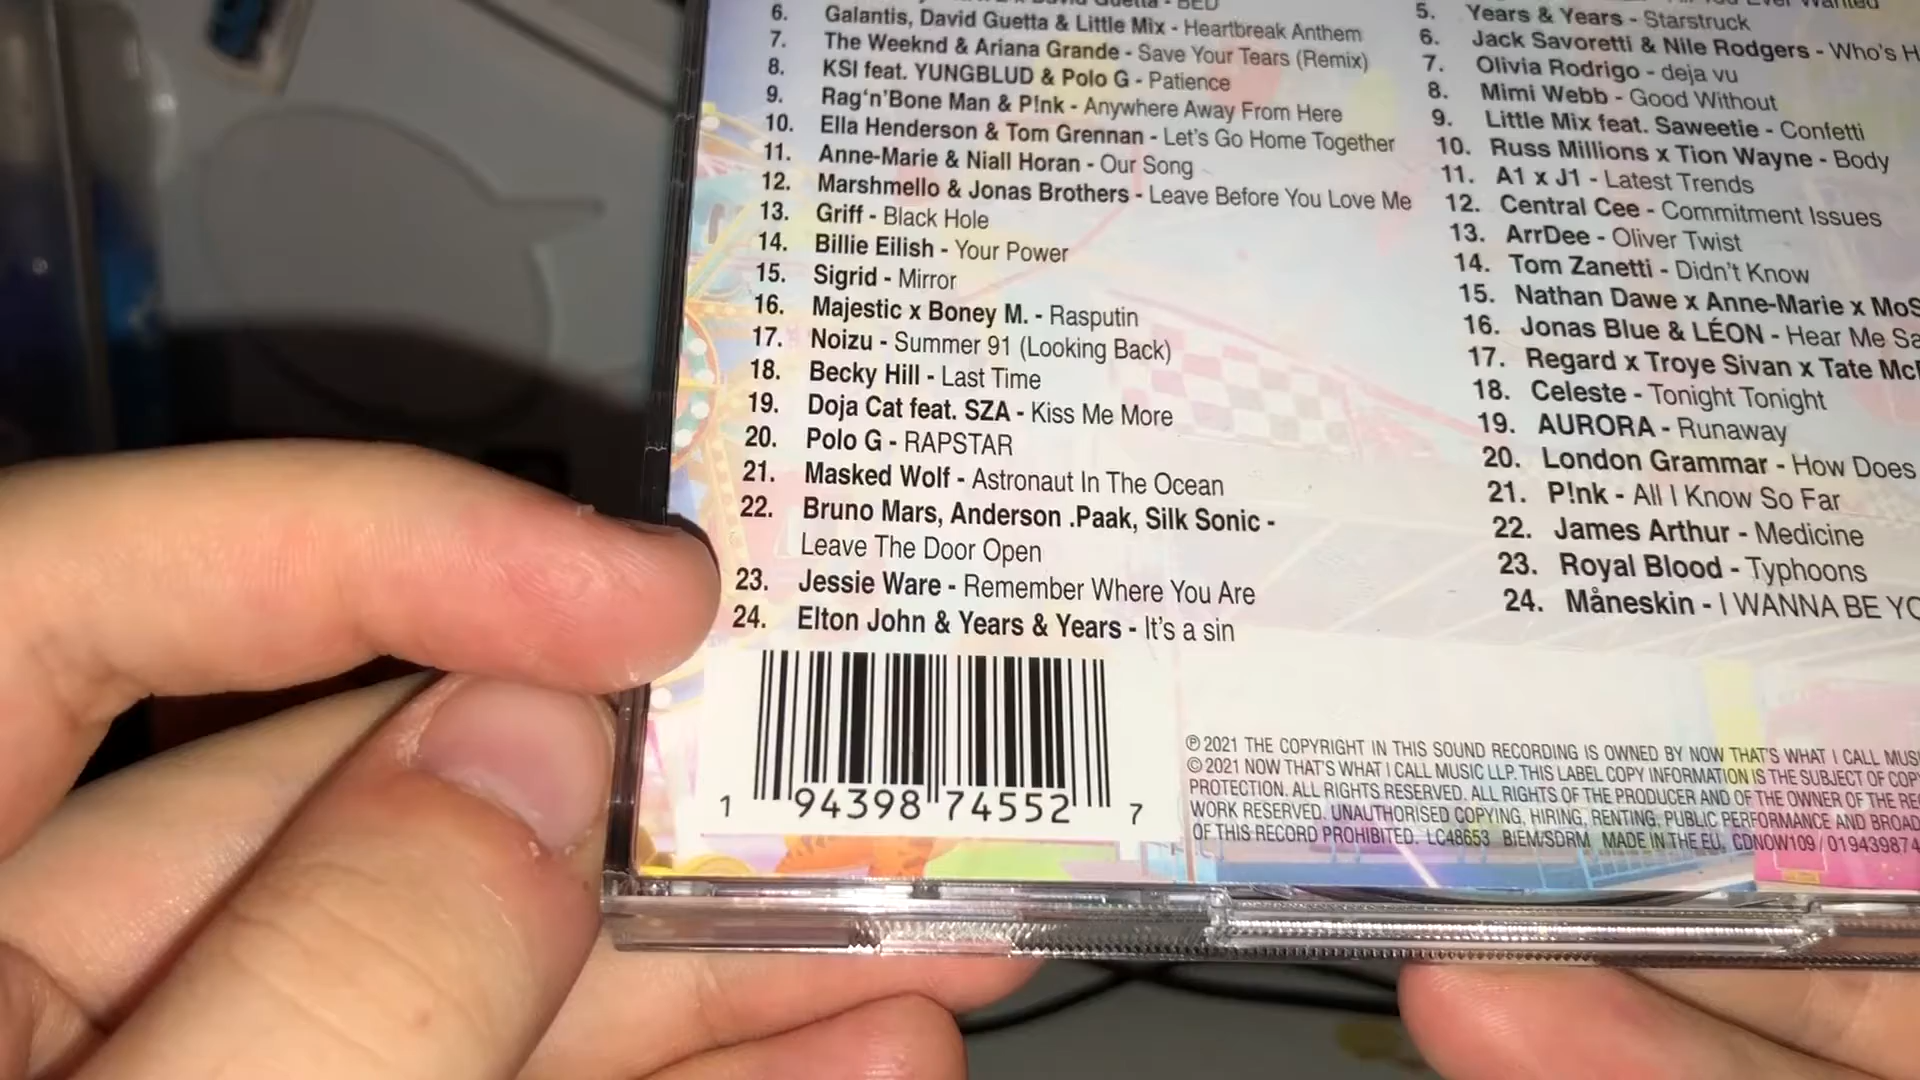 BED
6. Galantis, David Guetta & Little Mix - Heartbreak Anthem
7. The Weeknd & Ariana Grande - Save Your Tears (Remix)
8. KSI feat. YUNGBLUD & Polo G - Patience
9. Rag'n'Bone Man & P!nk - Anywhere Away From Here
10. Ella Henderson & Tom Grennan - Let's Go Home Together
11. Anne-Marie & Niall Horan - Our Song
12. Marshmello & Jonas Brothers - Leave Before You Love Me
13. Griff - Black Hole
14. Billie Eilish - Your Power
15. Sigrid - Mirror
16. Majestic x Boney M. - Rasputin
17. Noizu - Summer 91 (Looking Back)
18. Becky Hill - Last Time
19. Doja Cat feat. SZA - Kiss Me More
20. Polo G - RAPSTAR
21. Masked Wolf - Astronaut In The Ocean
22. Bruno Mars, Anderson .Paak, Silk Sonic -
Leave The Door Open
23. Jessie Ware - Remember Where You Are
24. Elton John & Years & Years - It's a sin
1 94398 74552 7
5. Years & Years - Starstruck
6. Jack Savoretti & Nile Rodgers - Who's H
7. Olivia Rodrigo - deja vu
8. Mimi Webb - Good Without
9. Little Mix feat. Saweetie - Confetti
10. Russ Millions x Tion Wayne - Body
11. A1 x J1 - Latest Trends
12. Central Cee - Commitment Issues
13. ArrDee - Oliver Twist
14. Tom Zanetti - Didn't Know
15. Nathan Dawe x Anne-Marie x MoS
16. Jonas Blue & LÉON - Hear Me Sa
17. Regard x Troye Sivan x Tate McR
18. Celeste - Tonight Tonight
19. AURORA - Runaway
20. London Grammar - How Does
21. P!nk - All I Know So Far
22. James Arthur - Medicine
23. Royal Blood - Typhoons
24. Måneskin - I WANNA BE YO
℗ 2021 THE COPYRIGHT IN THIS SOUND RECORDING IS OWNED BY NOW THAT'S WHAT I CALL MUS
© 2021 NOW THAT'S WHAT I CALL MUSIC LLP. THIS LABEL COPY INFORMATION IS THE SUBJECT OF COP
PROTECTION. ALL RIGHTS RESERVED. ALL RIGHTS OF THE PRODUCER AND OF THE OWNER OF THE RE
WORK RESERVED. UNAUTHORISED COPYING, HIRING, RENTING, PUBLIC PERFORMANCE AND BROAD
OF THIS RECORD PROHIBITED. LC48653 BIEM/SDRM MADE IN THE EU. CDNOW109 / 019439874